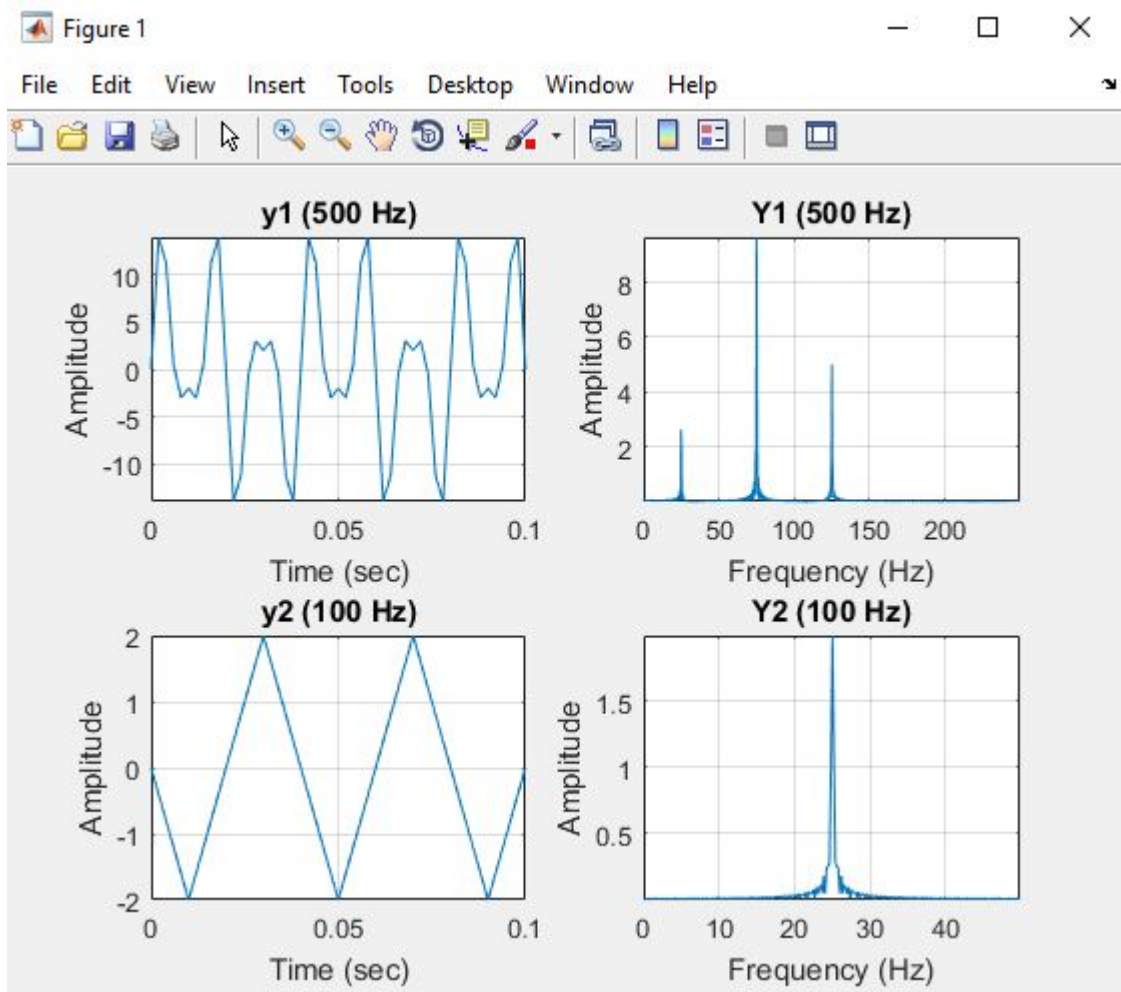 Figure 1
File Edit View Insert Tools Desktop Window Help
y1 (500 Hz)
Amplitude
10
5
0
-5
-10
0 0.05 0.1
Time (sec)
Y1 (500 Hz)
Amplitude
8
6
4
2
0 50 100 150 200
Frequency (Hz)
y2 (100 Hz)
Amplitude
2
1
0
-1
-2
0 0.05 0.1
Time (sec)
Y2 (100 Hz)
Amplitude
1.5
1
0.5
0 10 20 30 40
Frequency (Hz)